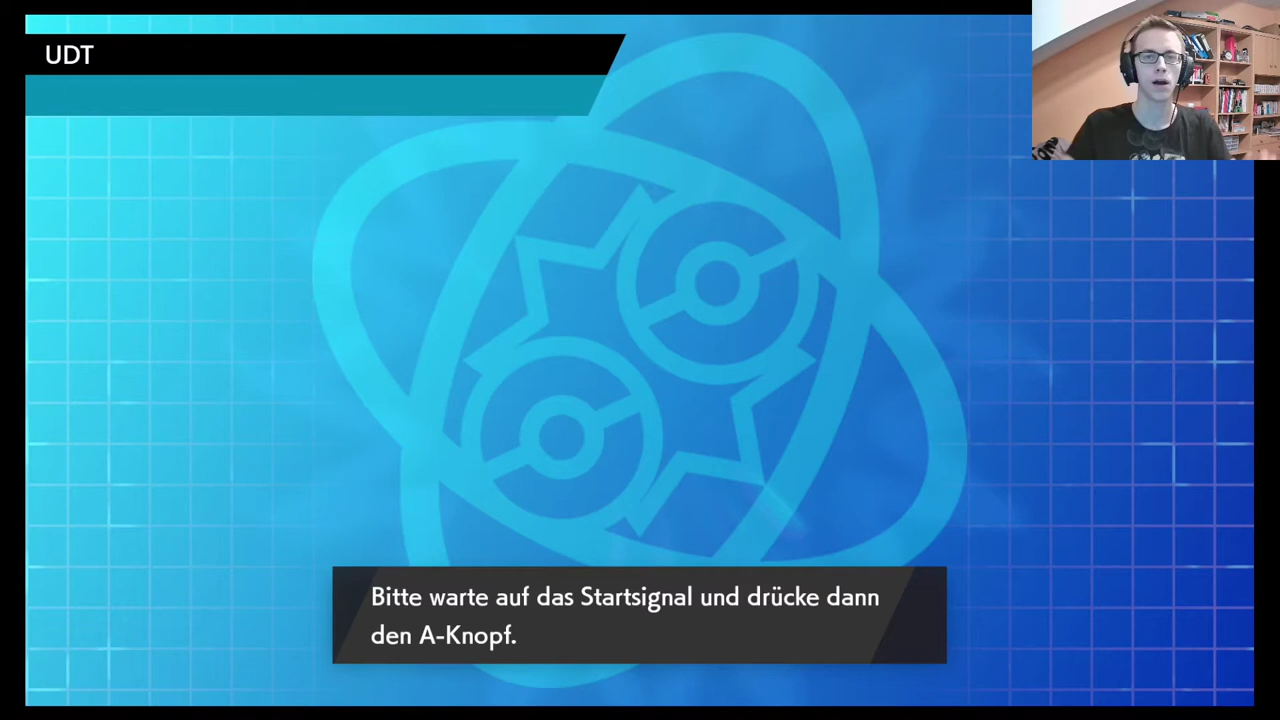 UDT
Bitte warte auf das Startsignal und drücke dann
den A-Knopf.